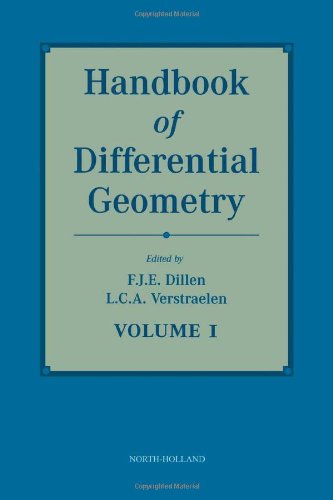 Handbook
of
Differential
Geometry
Edited by
F.J.E. Dillen
L.C.A. Verstraelen
VOLUME I
NORTH-HOLLAND